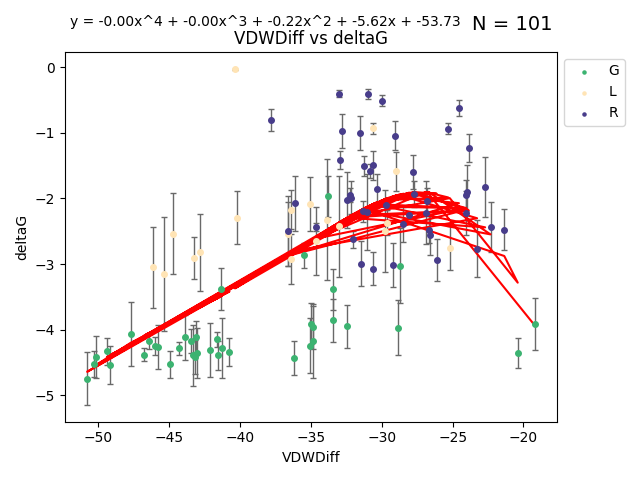 y = -0.00x^4 + -0.00x^3 + -0.22x^2 + -5.62x + -53.73
N = 101
VDWDiff vs deltaG
G
L
R
0
−1
−2
−3
−4
−5
deltaG
−50
−45
−40
−35
−30
−25
−20
VDWDiff